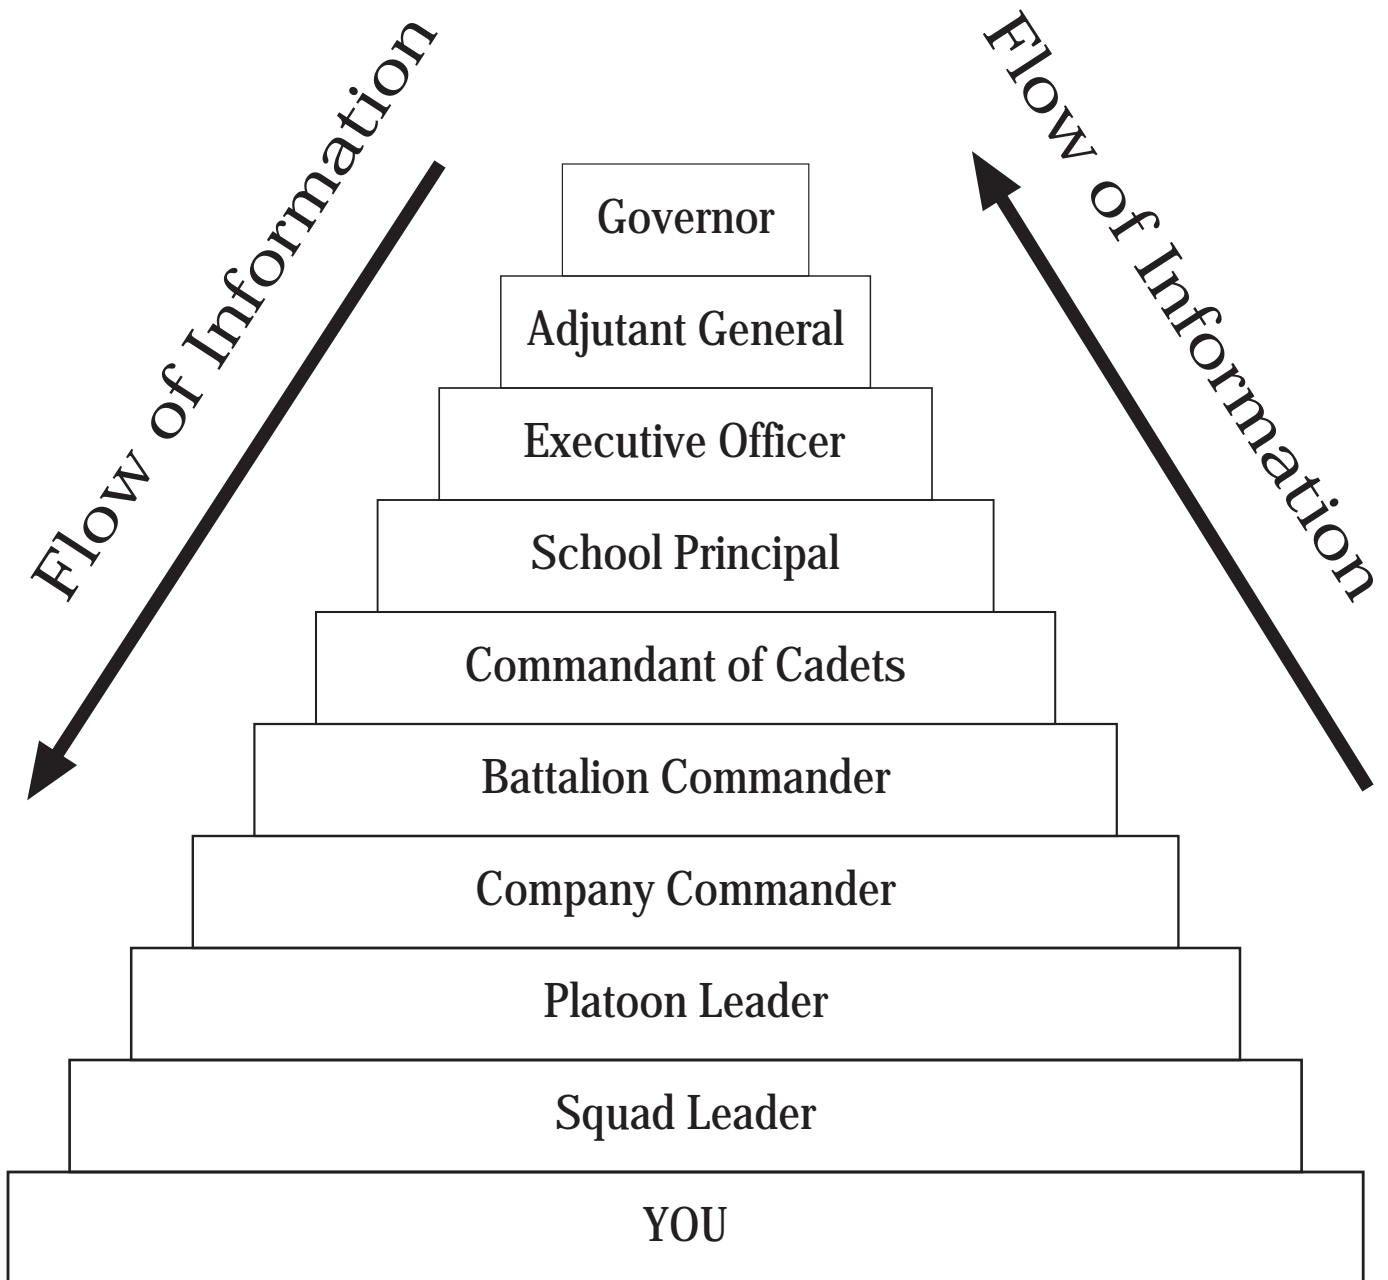 Flow of Information
Flow of Information
Governor
Adjutant General
Executive Officer
School Principal
Commandant of Cadets
Battalion Commander
Company Commander
Platoon Leader
Squad Leader
YOU